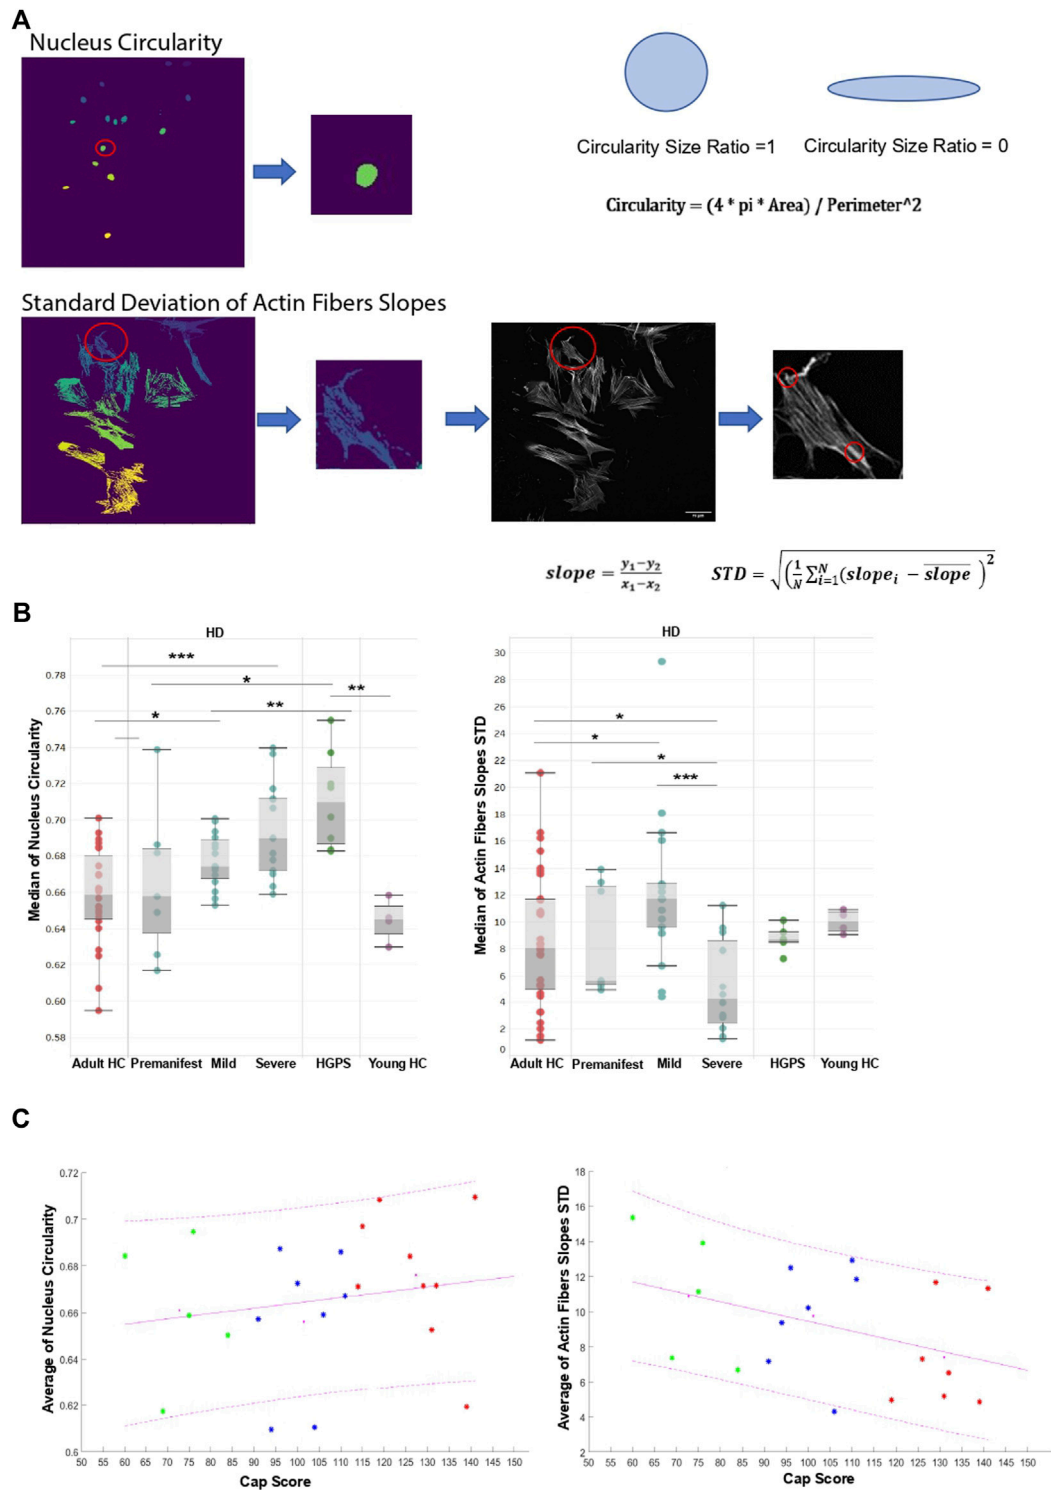 A
Nucleus Circularity
Circularity Size Ratio =1
Circularity Size Ratio = 0
Circularity = (4 * pi * Area) / Perimeter^2
Standard Deviation of Actin Fibers Slopes
slope = y₁−y₂ / x₁−x₂
STD = √((1/N ∑ᵢ₌₁ᴺ(slopeᵢ − slope )²
B
HD
***
*
**
*
**
0.78
0.76
0.74
0.72
0.70
0.68
0.66
0.64
0.62
0.60
0.58
Median of Nucleus Circularity
Adult HC Premanifest Mild Severe HGPS Young HC
HD
*
*
*
***
30
28
26
24
22
20
18
16
14
12
10
8
6
4
2
0
Median of Actin Fibers Slopes STD
Adult HC Premanifest Mild Severe HGPS Young HC
C
0.72
0.7
0.68
0.66
0.64
0.62
0.6
Average of Nucleus Circularity
50 55 60 65 70 75 80 85 90 95 100 105 110 115 120 125 130 135 140 145 150
Cap Score
18
16
14
12
10
8
6
4
2
Average of Actin Fibers Slopes STD
50 55 60 65 70 75 80 85 90 95 100 105 110 115 120 125 130 135 140 145 150
Cap Score